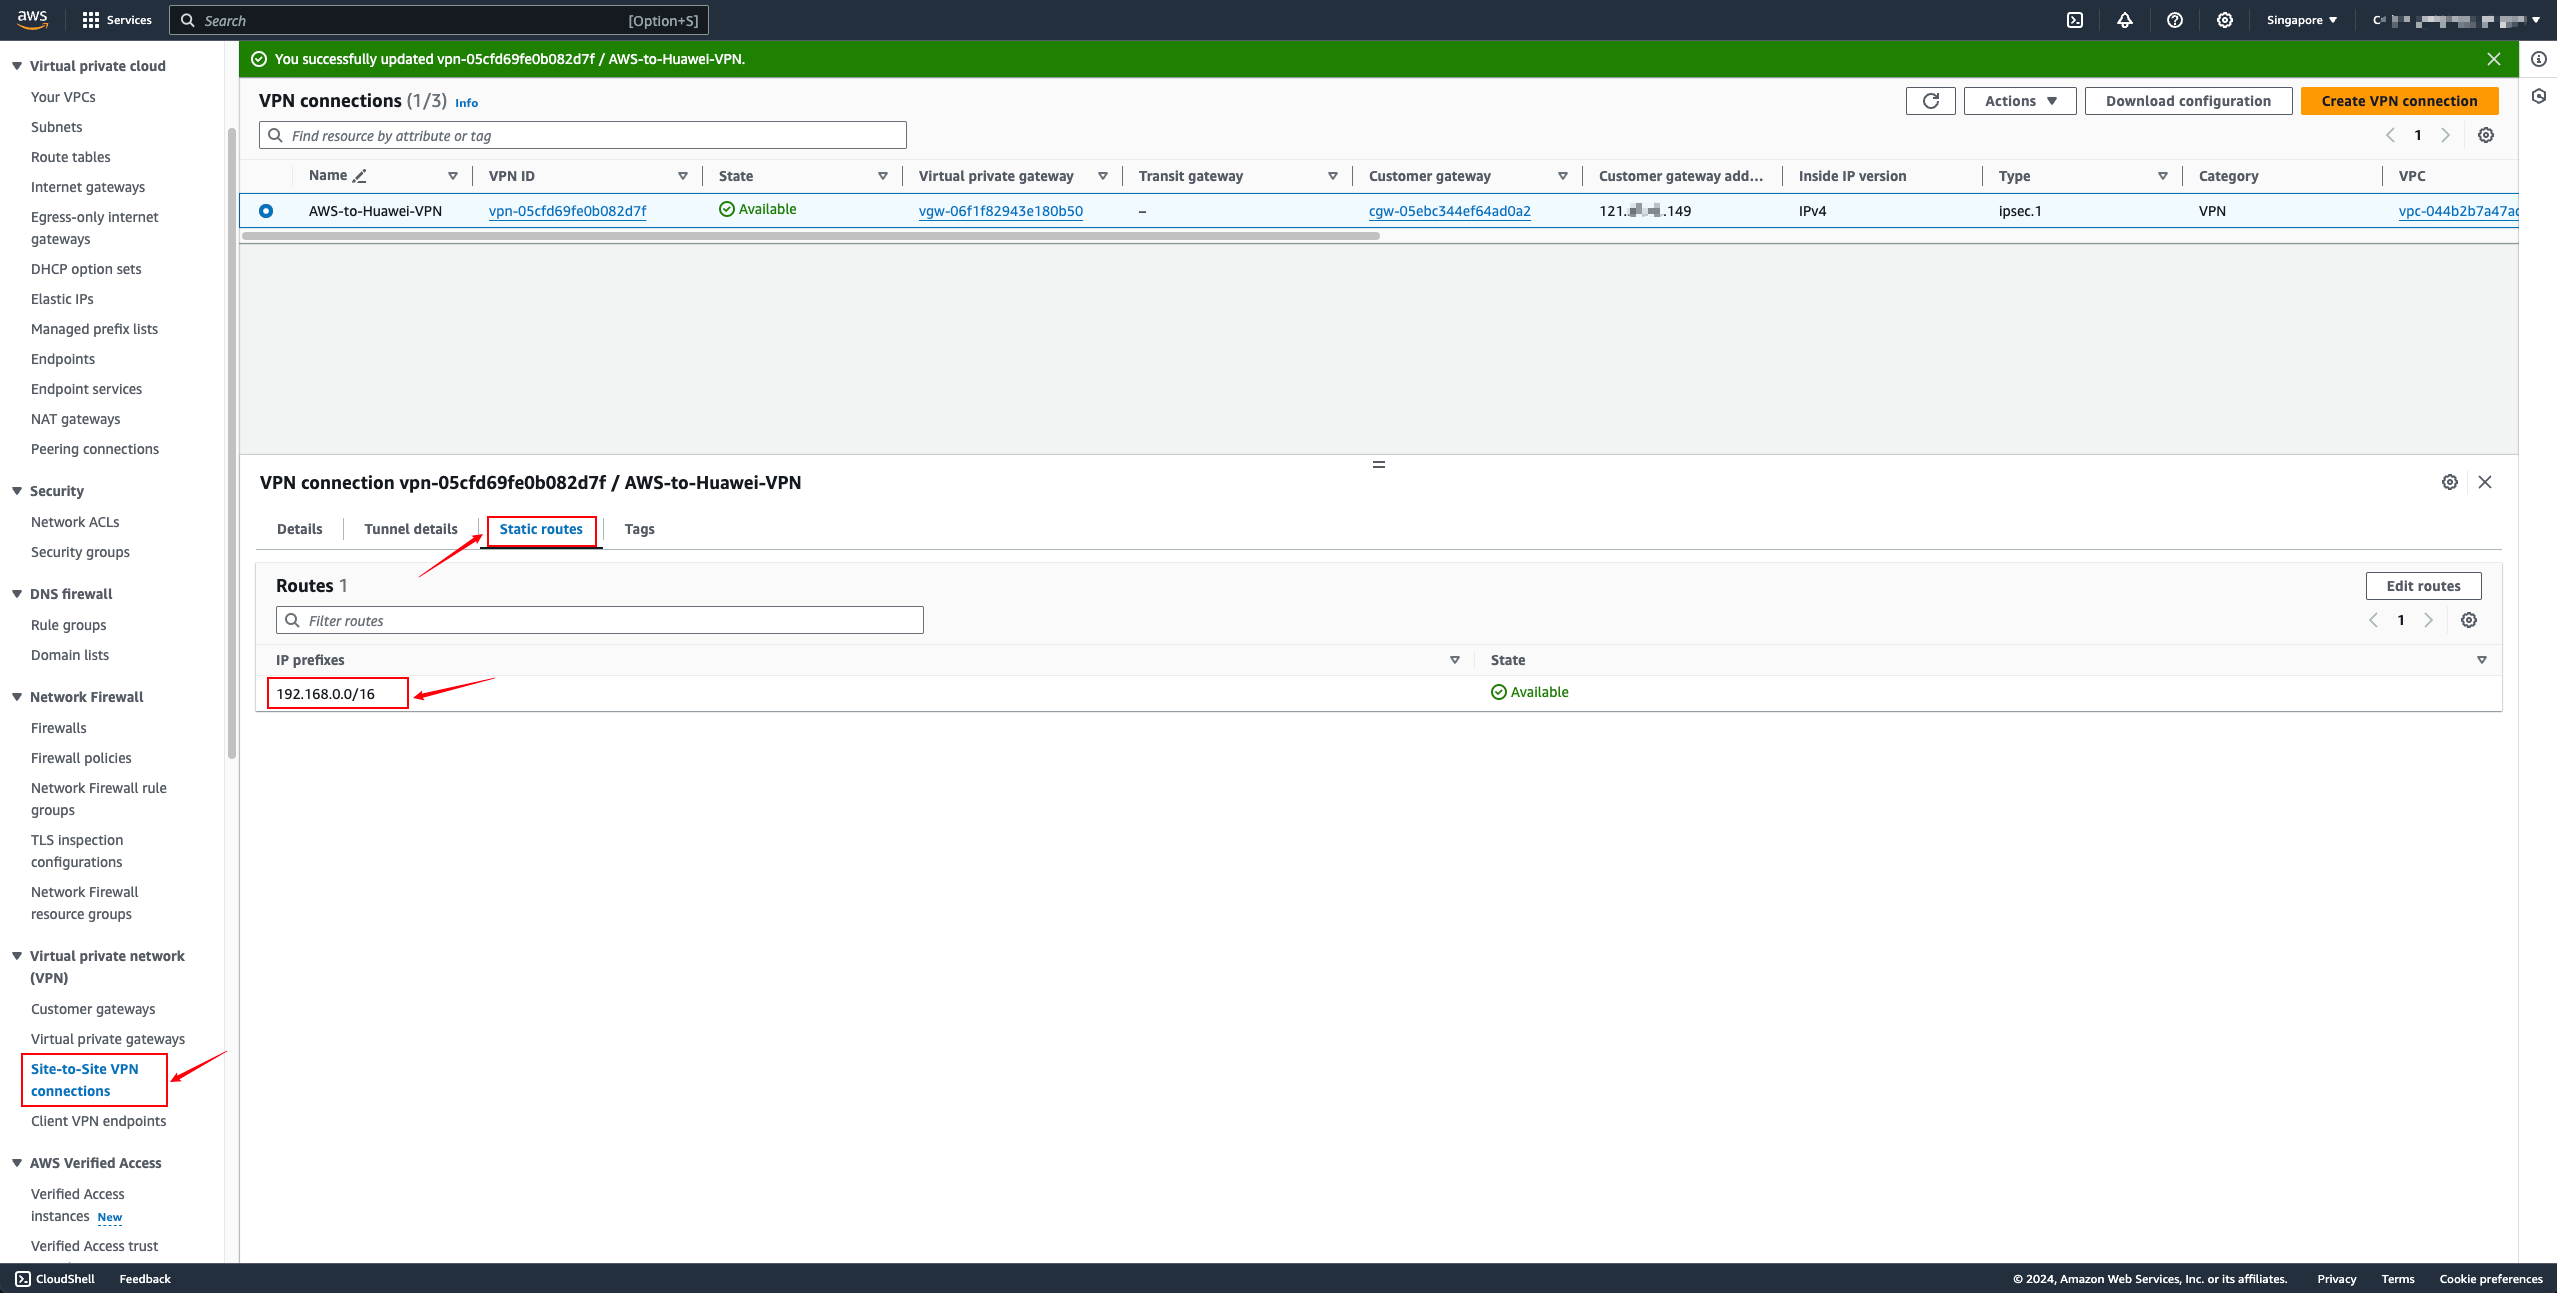 aws
Services
Search
[Option+S]
Singapore
Virtual private cloud
Your VPCs
Subnets
Route tables
Internet gateways
Egress-only internet
gateways
DHCP option sets
Elastic IPs
Managed prefix lists
Endpoints
Endpoint services
NAT gateways
Peering connections
Security
Network ACLs
Security groups
DNS firewall
Rule groups
Domain lists
Network Firewall
Firewalls
Firewall policies
Network Firewall rule
groups
TLS inspection
configurations
Network Firewall
resource groups
Virtual private network
(VPN)
Customer gateways
Virtual private gateways
Site-to-Site VPN
connections
Client VPN endpoints
AWS Verified Access
Verified Access
instances New
Verified Access trust
You successfully updated vpn-05cfd69fe0b082d7f / AWS-to-Huawei-VPN.
VPN connections (1/3) Info
Actions
Download configuration
Create VPN connection
Find resource by attribute or tag
1
Name VPN ID State Virtual private gateway Transit gateway Customer gateway Customer gateway add... Inside IP version Type Category VPC
AWS-to-Huawei-VPN vpn-05cfd69fe0b082d7f Available vgw-06f1f82943e180b50 – cgw-05ebc344ef64ad0a2 121. .149 IPv4 ipsec.1 VPN vpc-044b2b7a47ac
VPN connection vpn-05cfd69fe0b082d7f / AWS-to-Huawei-VPN
Details Tunnel details Static routes Tags
Routes 1
Edit routes
Filter routes
1
IP prefixes State
192.168.0.0/16 Available
CloudShell Feedback © 2024, Amazon Web Services, Inc. or its affiliates. Privacy Terms Cookie preferences